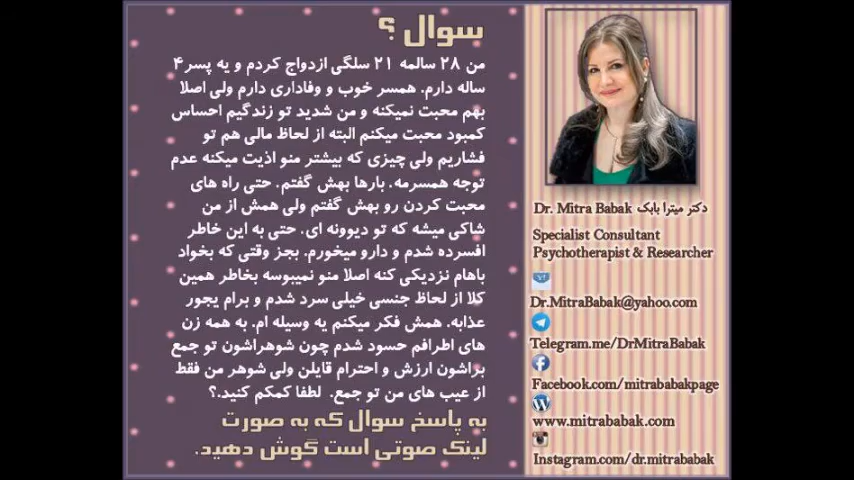 سوال ؟
من ۲۸ سالمه ۲۱ سلگی ازدواج کردم و یه پسر۴
ساله دارم. همسر خوب و وفاداری دارم ولی اصلا
بهم محبت نمیکنه و من شدید تو زندگیم احساس
کمبود محبت میکنم البته از لحاظ مالی هم تو
فشاریم ولی چیزی که بیشتر منو اذیت میکنه عدم
توجه همسرمه. بارها بهش گفتم. حتی راه های
محبت کردن رو بهش گفتم ولی همش از من
شاکی میشه که تو دیوونه ای. حتی به این خاطر
افسرده شدم و دارو میخورم. بجز وقتی که بخواد
باهام نزدیکی کنه اصلا منو نمیبوسه بخاطر همین
کلا از لحاظ جنسی خیلی سرد شدم و برام یجور
عذابه. همش فکر میکنم یه وسیله ام. به همه زن
های اطرافم حسود شدم چون شوهراشون تو جمع
براشون ارزش و احترام قایلن ولی شوهر من فقط
از عیب های من تو جمع. لطفا کمکم کنید.؟
به پاسخ سوال که به صورت
لینک صوتی است گوش دهید.
Dr. Mitra Babak دکتر میترا بابک
Specialist Consultant
Psychotherapist & Researcher
Dr.MitraBabak@yahoo.com
Telegram.me/DrMitraBabak
Facebook.com/mitrababakpage
www.mitrababak.com
Instagram.com/dr.mitrababak